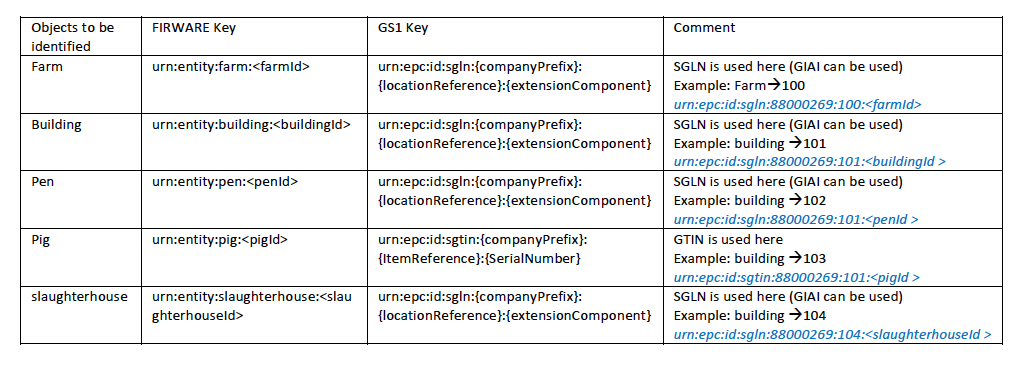 Objects to be identified | FIRWARE Key | GS1 Key | Comment
Farm | urn:entity:farm:<farmId> | urn:epc:id:sgln:{companyPrefix}:
{locationReference}:{extensionComponent} | SGLN is used here (GIAI can be used)
Example: Farm→100
urn:epc:id:sgln:88000269:100:<farmId>
Building | urn:entity:building:<buildingId> | urn:epc:id:sgln:{companyPrefix}:
{locationReference}:{extensionComponent} | SGLN is used here (GIAI can be used)
Example: building →101
urn:epc:id:sgln:88000269:101:<buildingId >
Pen | urn:entity:pen:<penId> | urn:epc:id:sgln:{companyPrefix}:
{locationReference}:{extensionComponent} | SGLN is used here (GIAI can be used)
Example: building →102
urn:epc:id:sgln:88000269:101:<penId >
Pig | urn:entity:pig:<pigId> | urn:epc:id:sgtin:{companyPrefix}:
{ItemReference}:{SerialNumber} | GTIN is used here
Example: building →103
urn:epc:id:sgtin:88000269:101:<pigId >
slaughterhouse | urn:entity:slaughterhouse:<slau
ghterhouseId> | urn:epc:id:sgln:{companyPrefix}:
{locationReference}:{extensionComponent} | SGLN is used here (GIAI can be used)
Example: building →104
urn:epc:id:sgln:88000269:104:<slaughterhouseId >